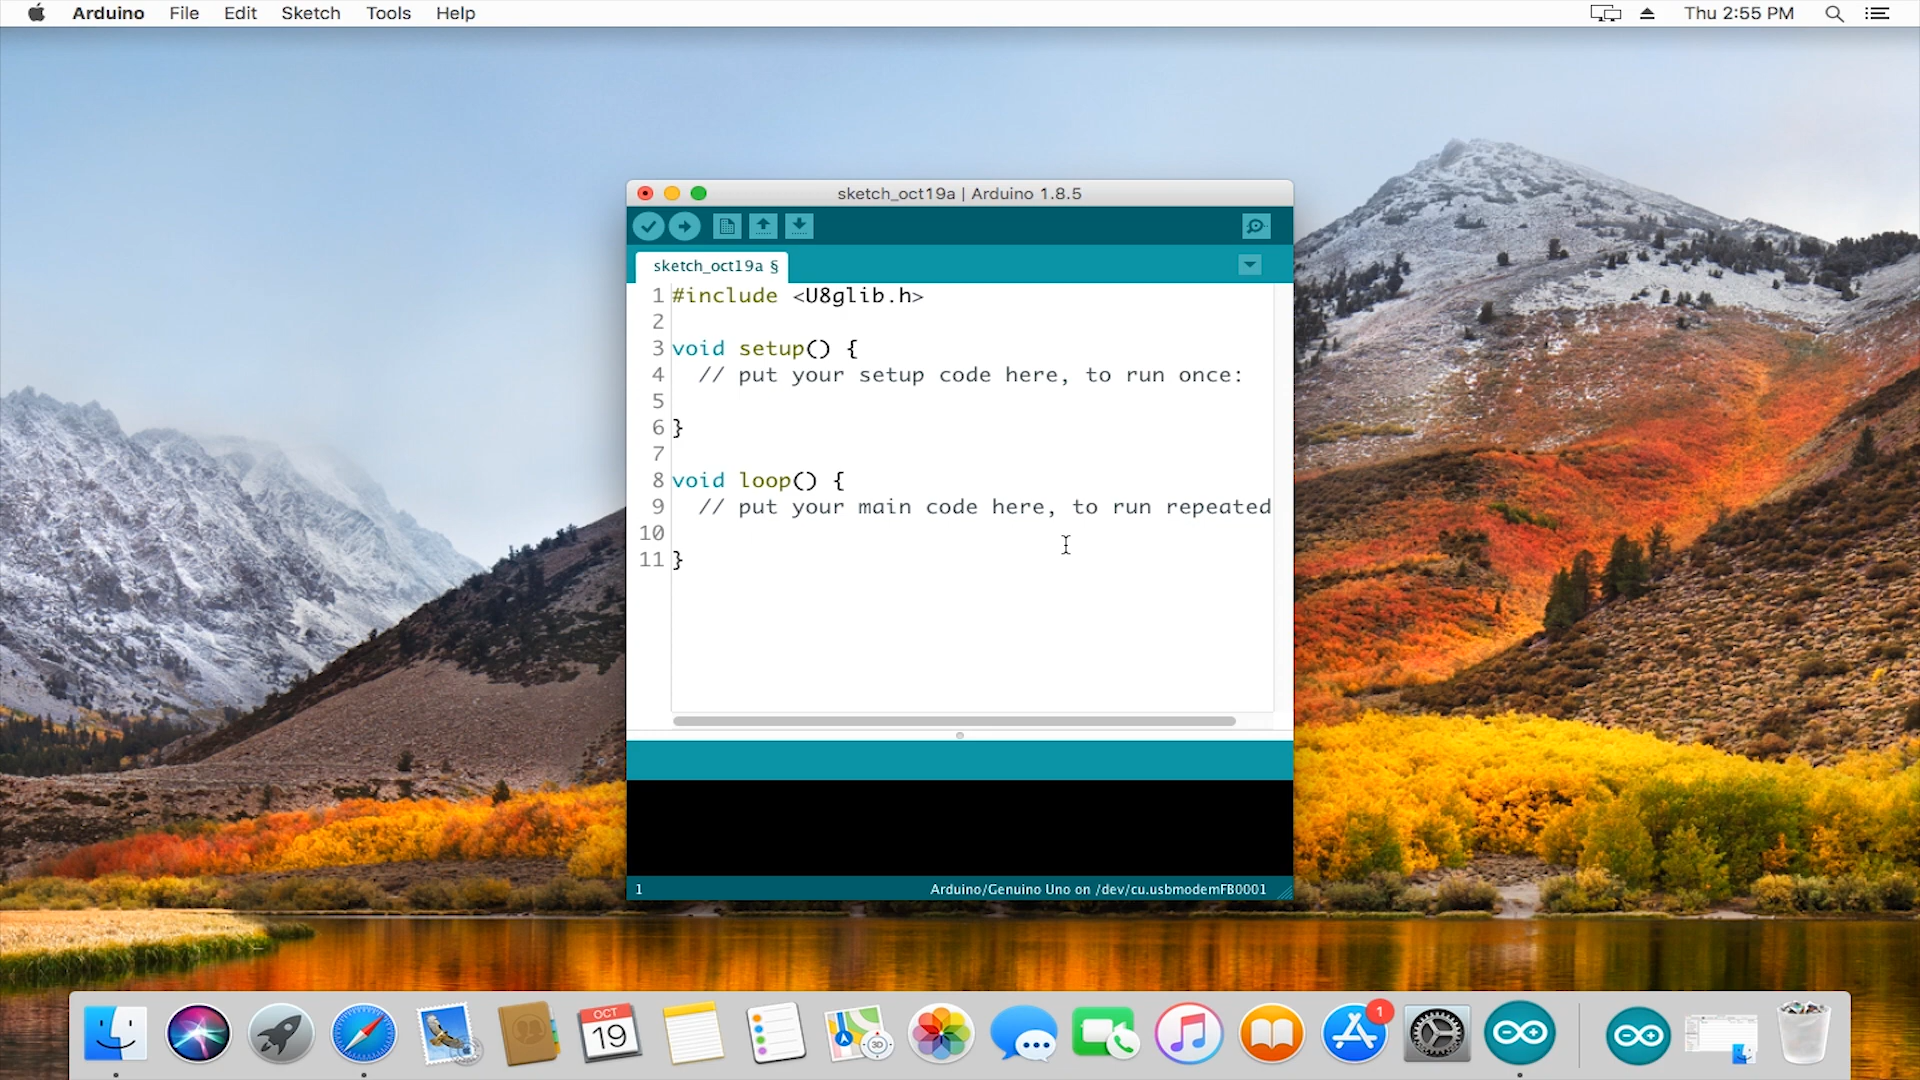 Arduino File Edit Sketch Tools Help Thu 2:55 PM
sketch_oct19a | Arduino 1.8.5
sketch_oct19a §
1 #include <U8glib.h>
2
3 void setup() {
4 // put your setup code here, to run once:
5
6 }
7
8 void loop() {
9 // put your main code here, to run repeated
10
11 }
1 Arduino/Genuino Uno on /dev/cu.usbmodemFB0001
OCT
19
3D
1